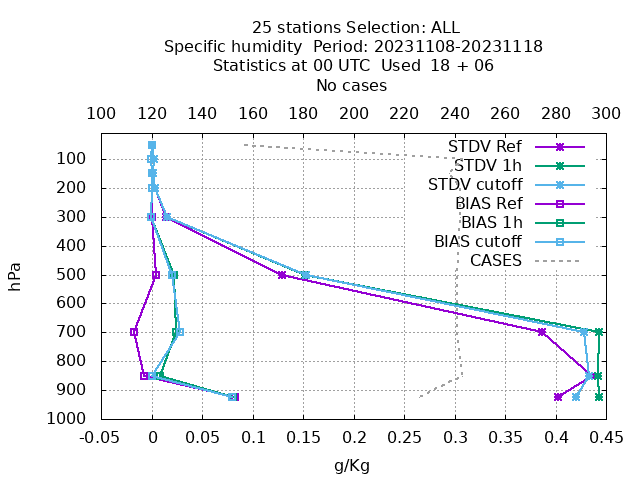 25 stations Selection: ALL
Specific humidity  Period: 20231108-20231118
Statistics at 00 UTC  Used  18 + 06
No cases
100 120 140 160 180 200 220 240 260 280 300
STDV Ref
STDV 1h
STDV cutoff
BIAS Ref
BIAS 1h
BIAS cutoff
CASES
hPa
100
200
300
400
500
600
700
800
900
1000
-0.05 0 0.05 0.1 0.15 0.2 0.25 0.3 0.35 0.4 0.45
g/Kg